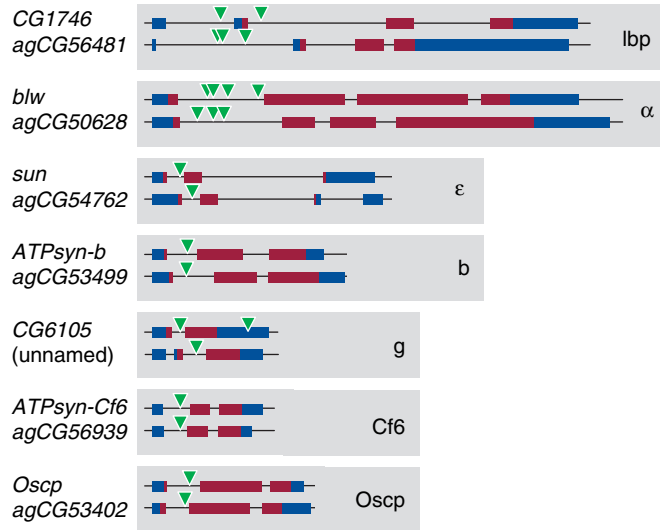 CG1746
agCG56481
lbp
blw
agCG50628
α
sun
agCG54762
ε
ATPsyn-b
agCG53499
b
CG6105
(unnamed)
g
ATPsyn-Cf6
agCG56939
Cf6
Oscp
agCG53402
Oscp